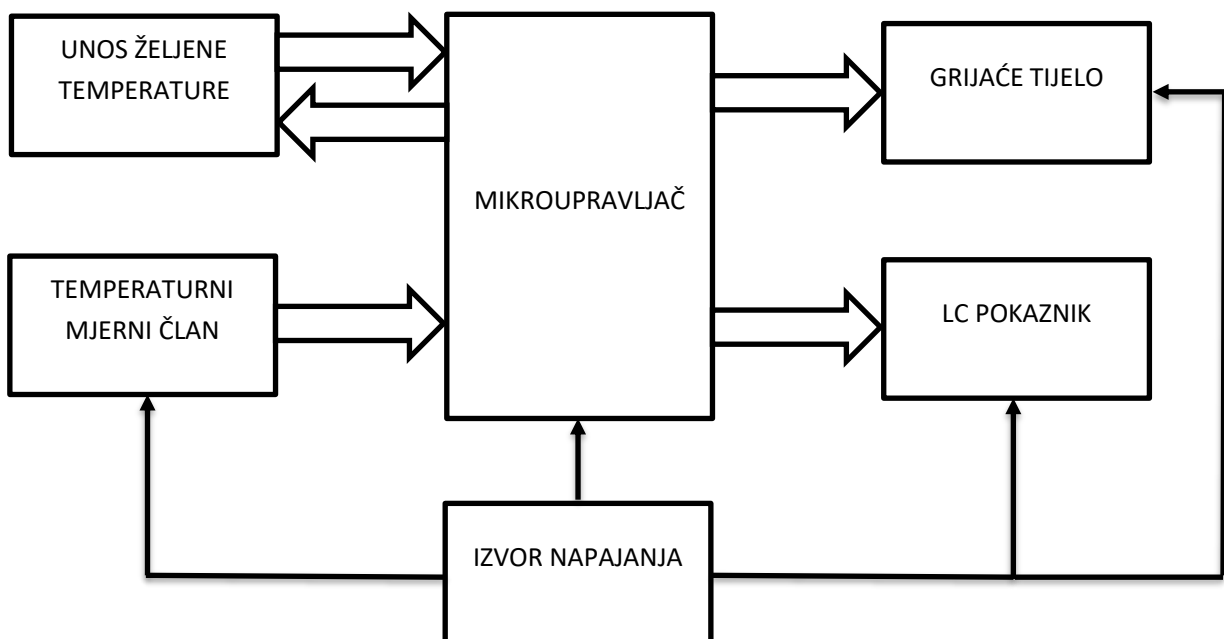 UNOS ŽELJENE
TEMPERATURE
MIKROUPRAVLJAČ
GRIJAĆE TIJELO
TEMPERATURNI
MJERNI ČLAN
LC POKAZNIK
IZVOR NAPAJANJA